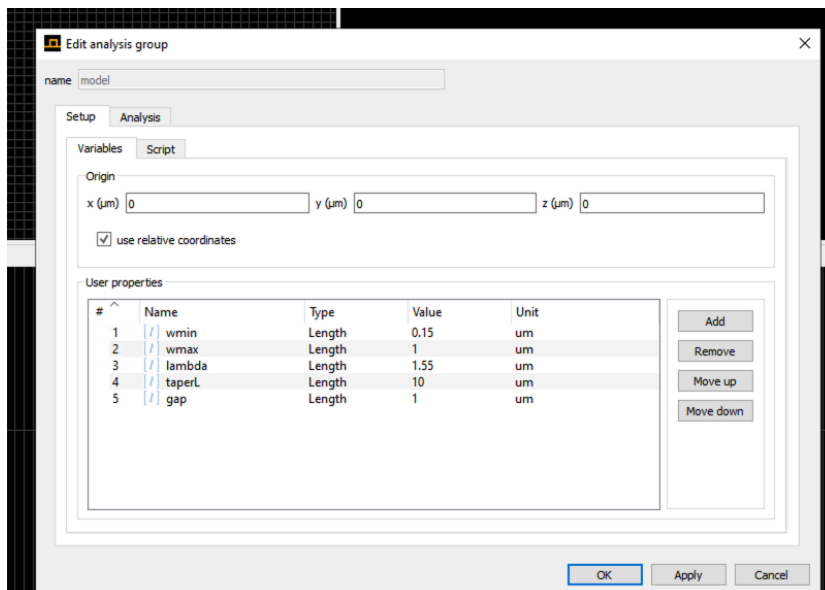 Edit analysis group
name model
Setup Analysis
Variables Script
Origin
x (µm) 0 y (µm) 0 z (µm) 0
use relative coordinates
User properties
# Name Type Value Unit
1 [l] wmin Length 0.15 um
2 [l] wmax Length 1 um
3 [l] lambda Length 1.55 um
4 [l] taperL Length 10 um
5 [l] gap Length 1 um
Add
Remove
Move up
Move down
OK Apply Cancel